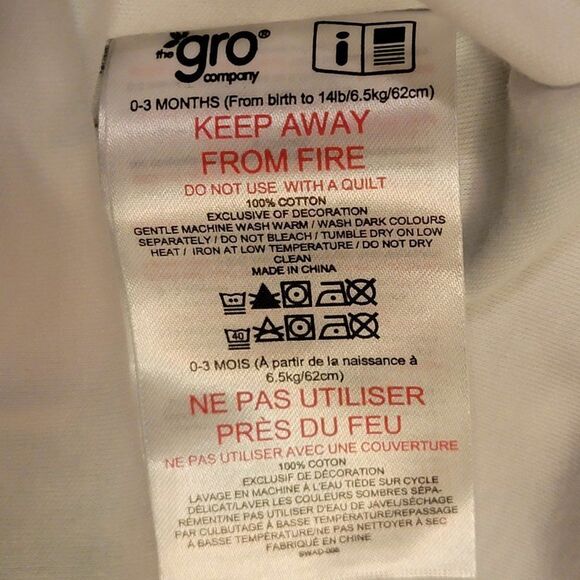 the gro® company
0-3 MONTHS (From birth to 14lb/6.5kg/62cm)
KEEP AWAY
FROM FIRE
DO NOT USE WITH A QUILT
100% COTTON
EXCLUSIVE OF DECORATION
GENTLE MACHINE WASH WARM / WASH DARK COLOURS
SEPARATELY / DO NOT BLEACH / TUMBLE DRY ON LOW
HEAT / IRON AT LOW TEMPERATURE / DO NOT DRY
CLEAN
MADE IN CHINA
40
0-3 MOIS (À partir de la naissance à
6.5kg/62cm)
NE PAS UTILISER
PRÈS DU FEU
NE PAS UTILISER AVEC UNE COUVERTURE
100% COTON
EXCLUSIF DE DÉCORATION
LAVAGE EN MACHINE À L'EAU TIÈDE SUR CYCLE
DÉLICAT/LAVER LES COULEURS SOMBRES SÉPA-
RÉMENT/NE PAS UTILISER D'EAU DE JAVEL/SÉCHAGE
PAR CULBUTAGE À BASSE TEMPÉRATURE/REPASSAGE
À BASSE TEMPÉRATURE/NE PAS NETTOYER À SEC
FABRIQUÉ EN CHINE
SWAD-006